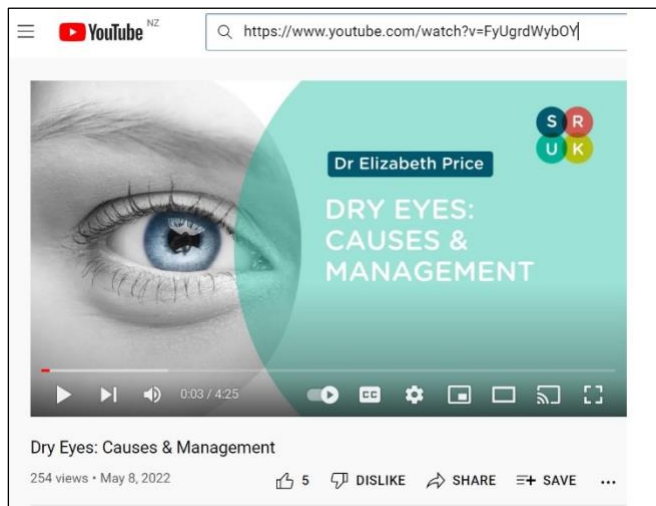 YouTube NZ
https://www.youtube.com/watch?v=FyUgrdWybOY
S R
U K
Dr Elizabeth Price
DRY EYES:
CAUSES &
MANAGEMENT
0:03 / 4:25
CC
Dry Eyes: Causes & Management
254 views • May 8, 2022
5 DISLIKE SHARE SAVE ...